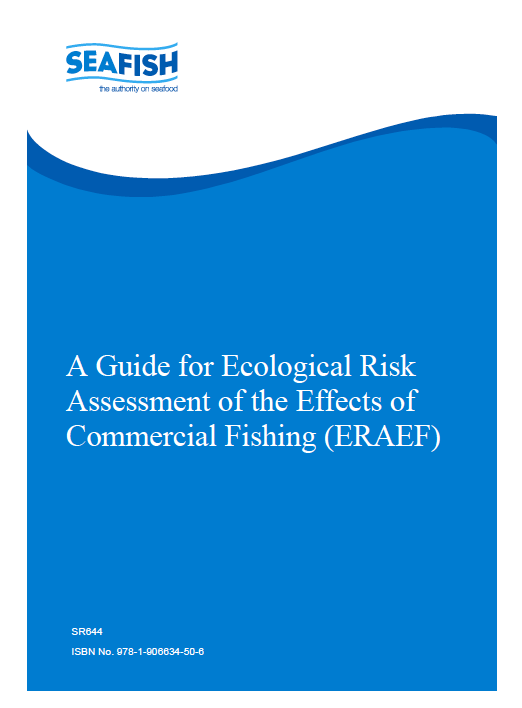 SEAFISH
the authority on seafood
A Guide for Ecological Risk
Assessment of the Effects of
Commercial Fishing (ERAEF)
SR644
ISBN No. 978-1-906634-50-6